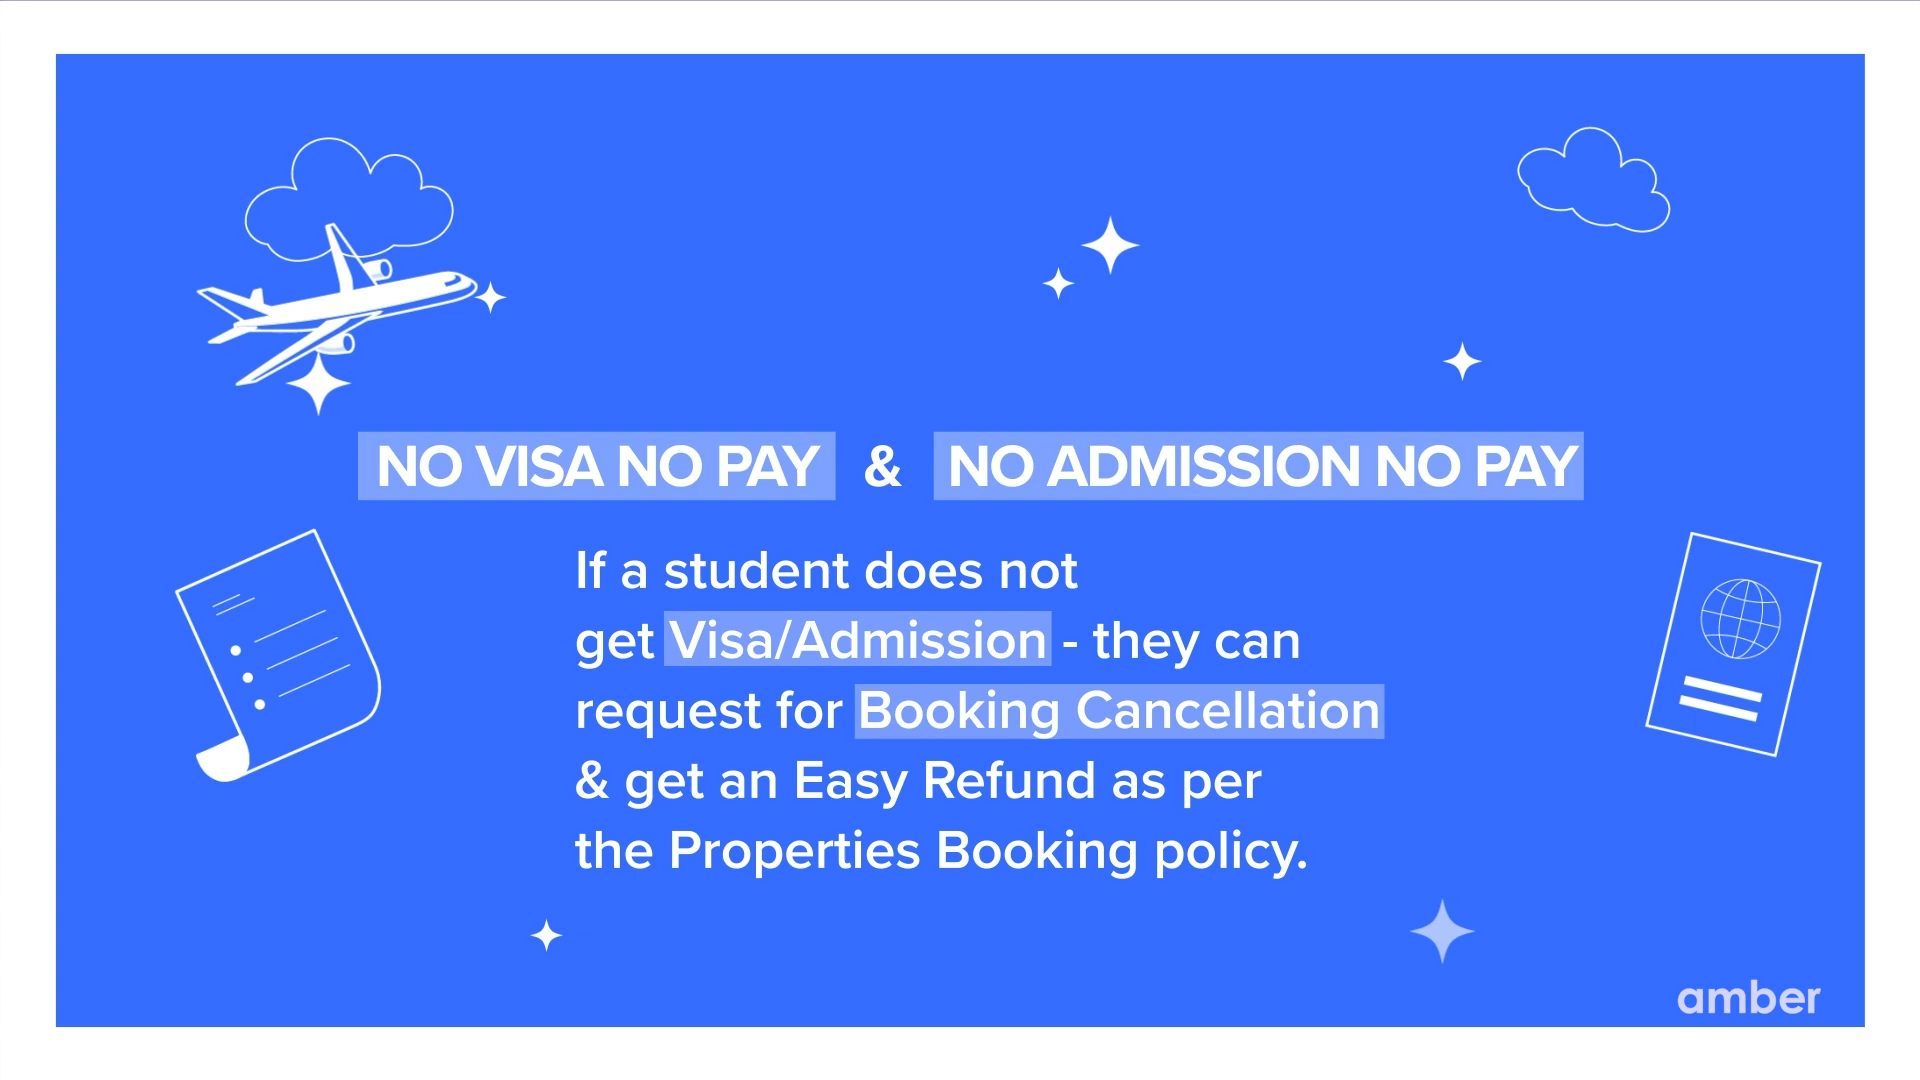 NO VISA NO PAY & NO ADMISSION NO PAY
If a student does not
get Visa/Admission - they can
request for Booking Cancellation
& get an Easy Refund as per
the Properties Booking policy.
amber